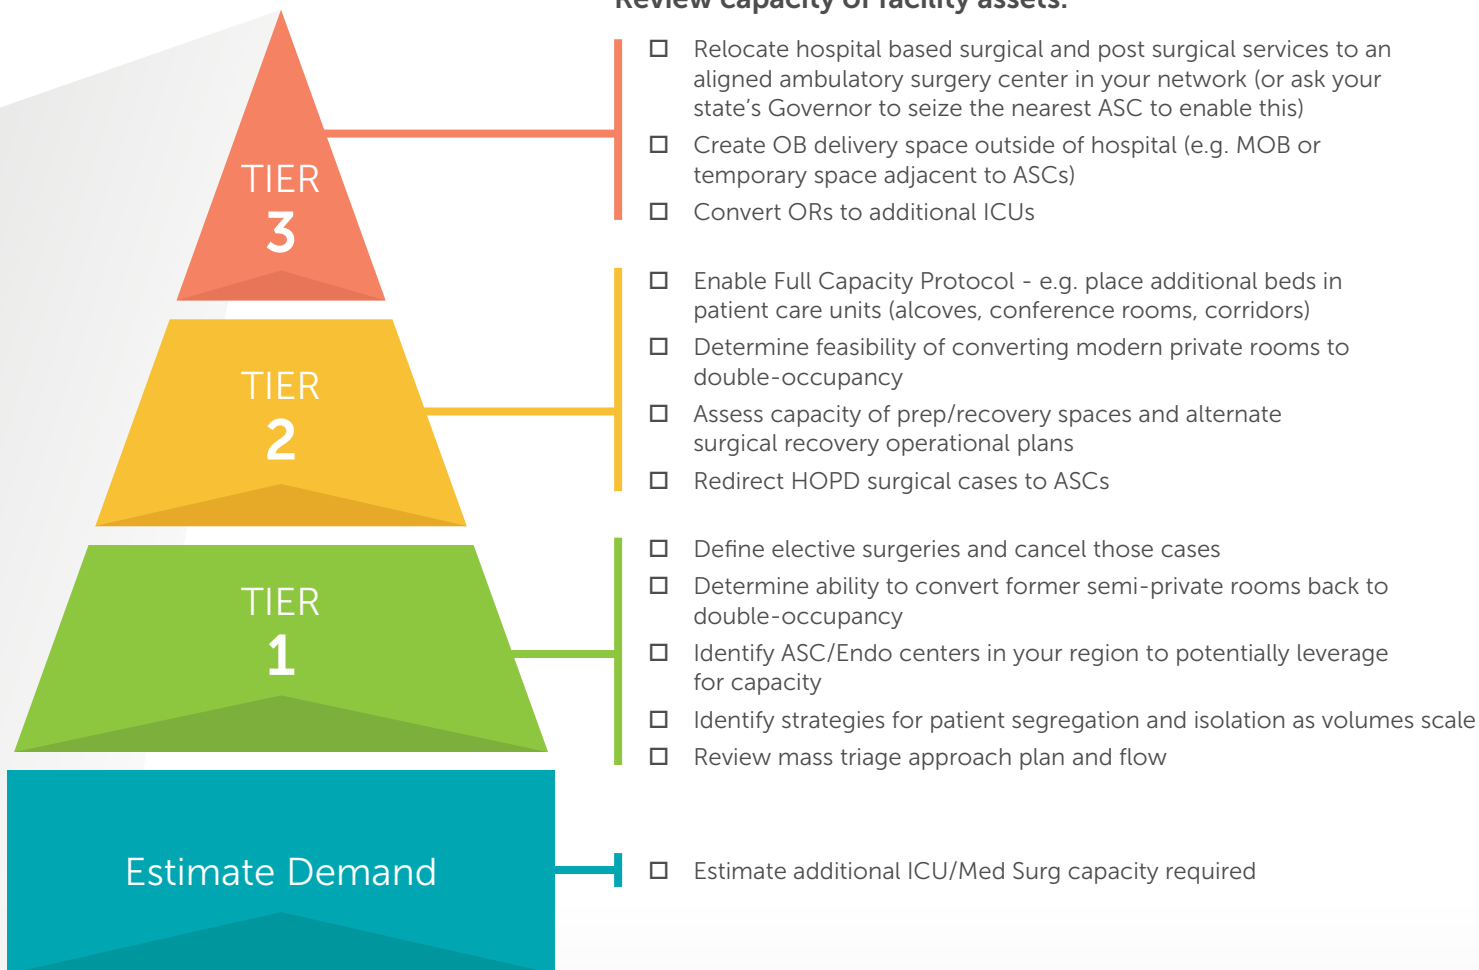 Review capacity of facility assets:
☐ Relocate hospital based surgical and post surgical services to an
aligned ambulatory surgery center in your network (or ask your
state’s Governor to seize the nearest ASC to enable this)
☐ Create OB delivery space outside of hospital (e.g. MOB or
temporary space adjacent to ASCs)
☐ Convert ORs to additional ICUs
TIER
3
☐ Enable Full Capacity Protocol - e.g. place additional beds in
patient care units (alcoves, conference rooms, corridors)
☐ Determine feasibility of converting modern private rooms to
double-occupancy
☐ Assess capacity of prep/recovery spaces and alternate
surgical recovery operational plans
☐ Redirect HOPD surgical cases to ASCs
TIER
2
☐ Define elective surgeries and cancel those cases
☐ Determine ability to convert former semi-private rooms back to
double-occupancy
☐ Identify ASC/Endo centers in your region to potentially leverage
for capacity
☐ Identify strategies for patient segregation and isolation as volumes scale
☐ Review mass triage approach plan and flow
TIER
1
Estimate Demand
☐ Estimate additional ICU/Med Surg capacity required